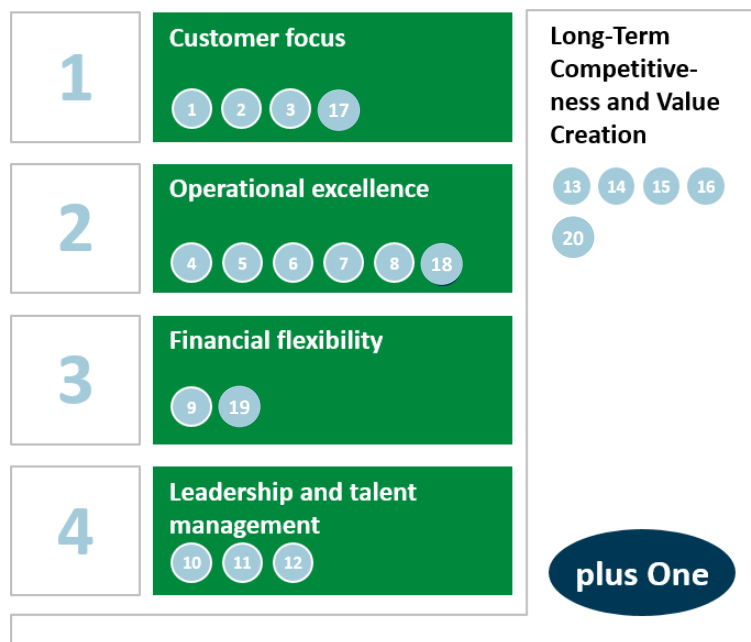 1
Customer focus
1 2 3 17
2
Operational excellence
4 5 6 7 8 18
3
Financial flexibility
9 19
4
Leadership and talent
management
10 11 12
Long-Term
Competitive-
ness and Value
Creation
13 14 15 16
20
plus One